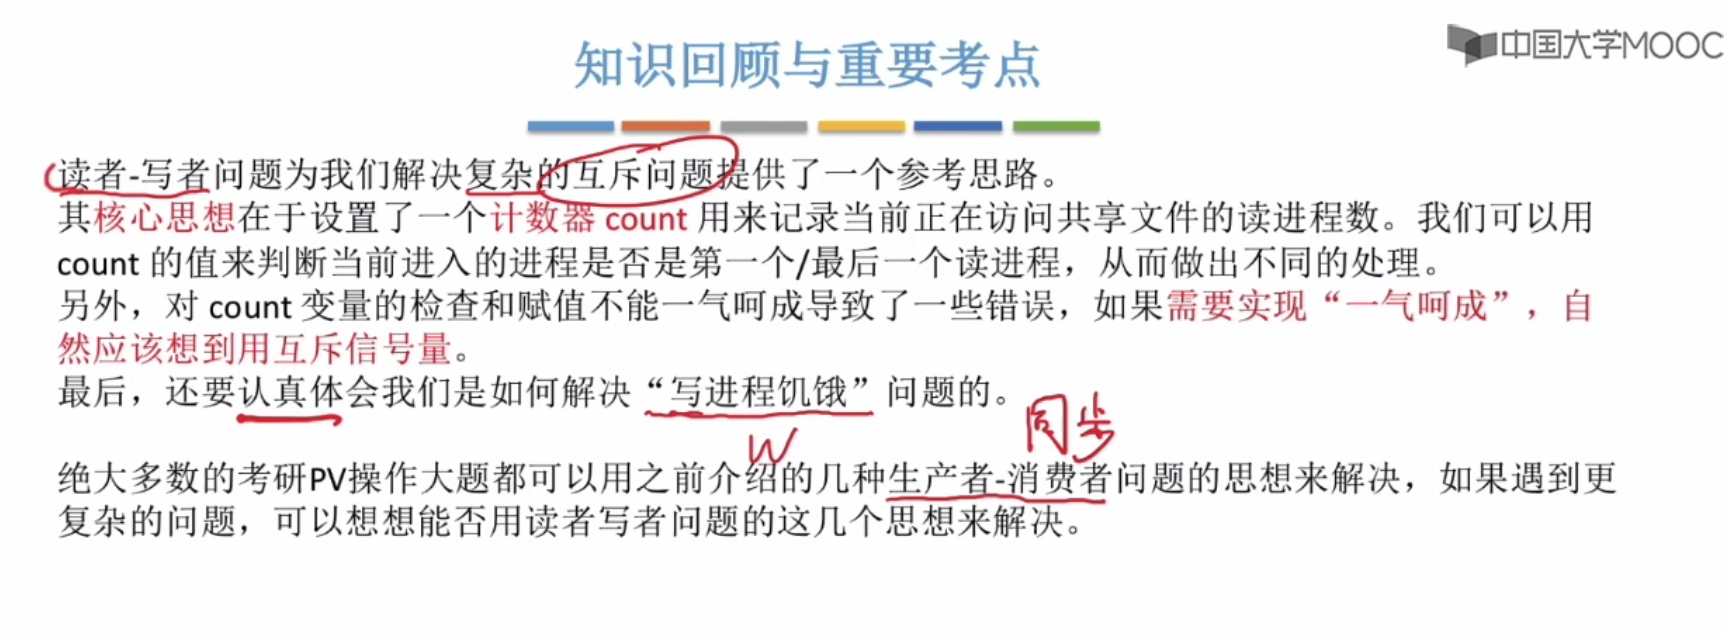 中国大学MOOC
知识回顾与重要考点
读者-写者问题为我们解决复杂的互斥问题提供了一个参考思路。
其核心思想在于设置了一个计数器 count 用来记录当前正在访问共享文件的读进程数。我们可以用
count 的值来判断当前进入的进程是否是第一个/最后一个读进程，从而做出不同的处理。
另外，对 count 变量的检查和赋值不能一气呵成导致了一些错误，如果需要实现“一气呵成”，自
然应该想到用互斥信号量。
最后，还要认真体会我们是如何解决“写进程饥饿”问题的。
同步
W
绝大多数的考研PV操作大题都可以用之前介绍的几种生产者-消费者问题的思想来解决，如果遇到更
复杂的问题，可以想想能否用读者写者问题的这几个思想来解决。